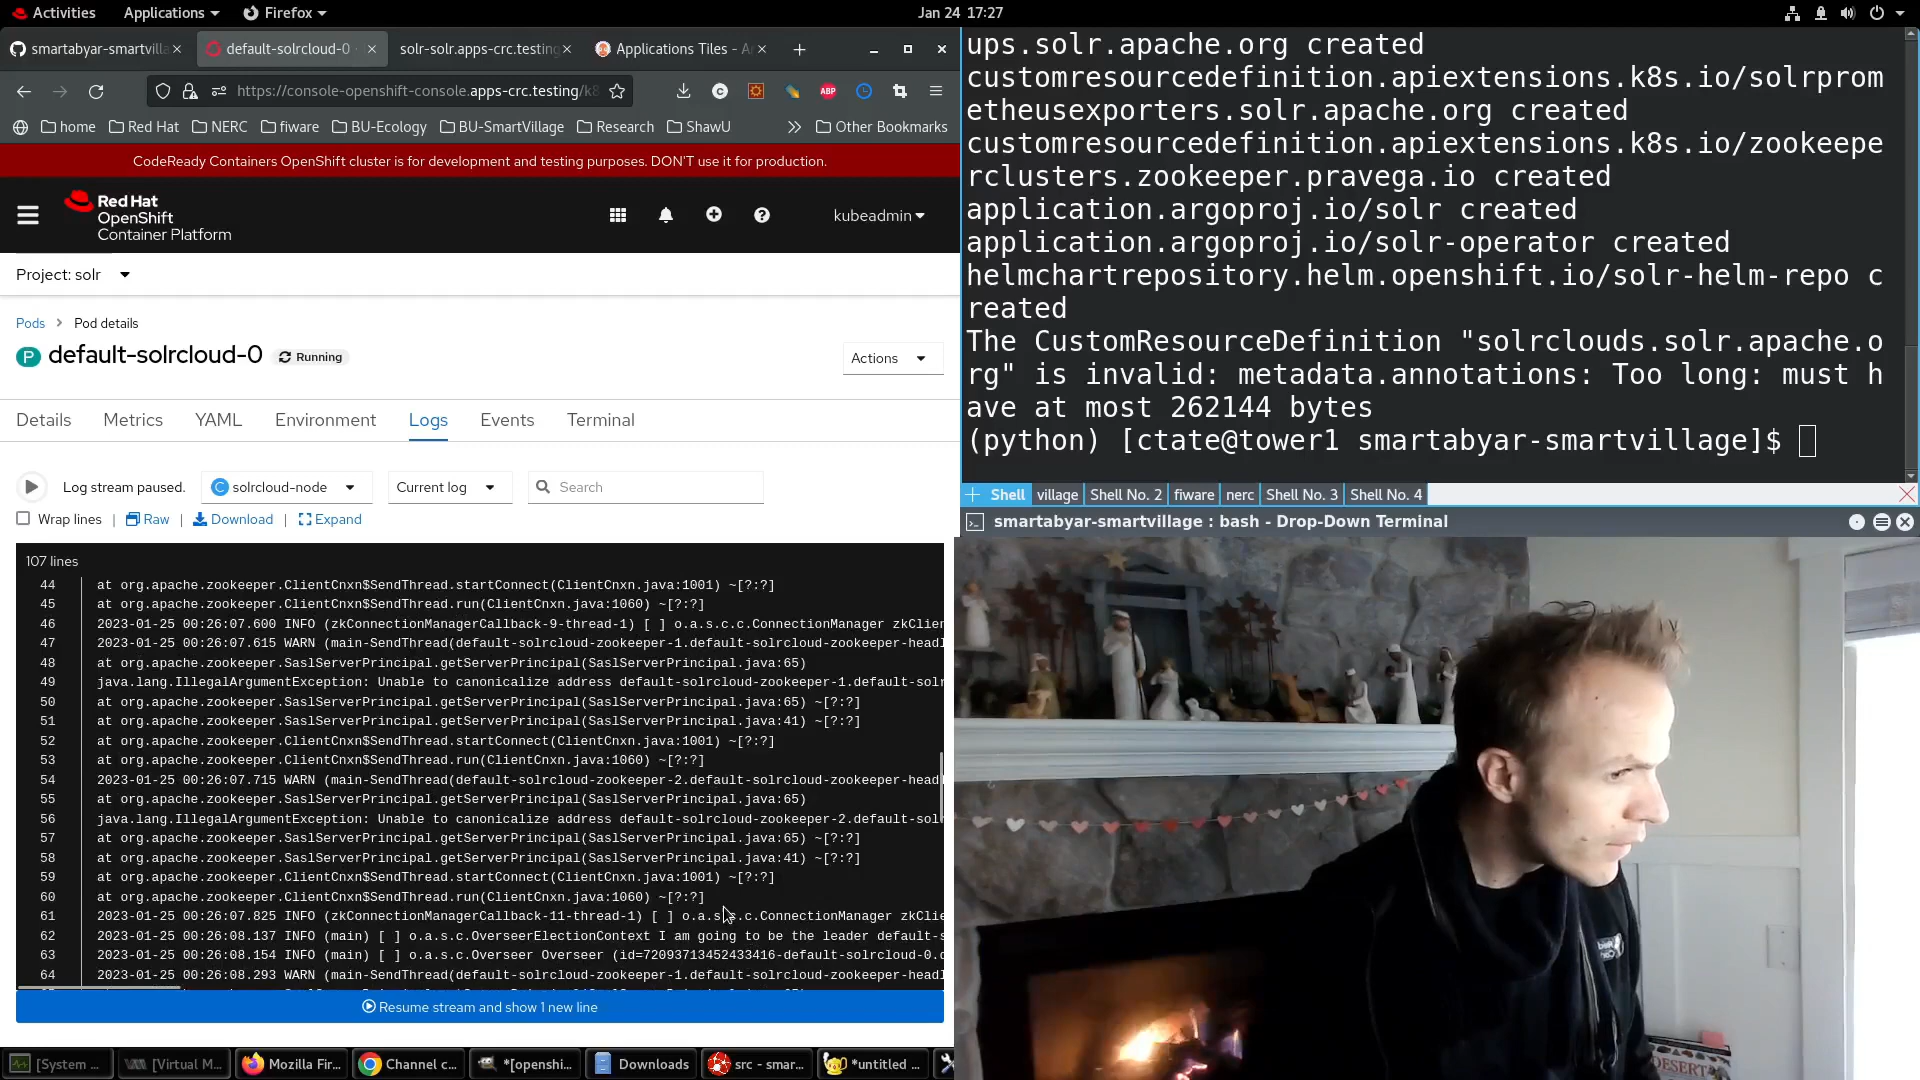 Activities
Applications
Firefox
Jan 24 17:27
smartabyar-smartvilla
default-solrcloud-0
solr-solr.apps-crc.testing
Applications Tiles - A
https://console-openshift-console.apps-crc.testing/k8
ABP
home
Red Hat
NERC
fiware
BU-Ecology
BU-SmartVillage
Research
ShawU
Other Bookmarks
CodeReady Containers OpenShift cluster is for development and testing purposes. DON'T use it for production.
Red Hat
OpenShift
Container Platform
kubeadmin
Project: solr
Pods
Pod details
P default-solrcloud-0
Running
Actions
Details
Metrics
YAML
Environment
Logs
Events
Terminal
Log stream paused.
C solrcloud-node
Current log
Search
Wrap lines | Raw | Download | Expand
107 lines
44 at org.apache.zookeeper.ClientCnxn$SendThread.startConnect(ClientCnxn.java:1001) ~[?:?]
45 at org.apache.zookeeper.ClientCnxn$SendThread.run(ClientCnxn.java:1060) ~[?:?]
46 2023-01-25 00:26:07.600 INFO (zkConnectionManagerCallback-9-thread-1) [ ] o.a.s.c.c.ConnectionManager zkClien
47 2023-01-25 00:26:07.615 WARN (main-SendThread(default-solrcloud-zookeeper-1.default-solrcloud-zookeeper-headl
48 at org.apache.zookeeper.SaslServerPrincipal.getServerPrincipal(SaslServerPrincipal.java:65)
49 java.lang.IllegalArgumentException: Unable to canonicalize address default-solrcloud-zookeeper-1.default-solr
50 at org.apache.zookeeper.SaslServerPrincipal.getServerPrincipal(SaslServerPrincipal.java:65) ~[?:?]
51 at org.apache.zookeeper.SaslServerPrincipal.getServerPrincipal(SaslServerPrincipal.java:41) ~[?:?]
52 at org.apache.zookeeper.ClientCnxn$SendThread.startConnect(ClientCnxn.java:1001) ~[?:?]
53 at org.apache.zookeeper.ClientCnxn$SendThread.run(ClientCnxn.java:1060) ~[?:?]
54 2023-01-25 00:26:07.715 WARN (main-SendThread(default-solrcloud-zookeeper-2.default-solrcloud-zookeeper-head
55 at org.apache.zookeeper.SaslServerPrincipal.getServerPrincipal(SaslServerPrincipal.java:65)
56 java.lang.IllegalArgumentException: Unable to canonicalize address default-solrcloud-zookeeper-2.default-sol
57 at org.apache.zookeeper.SaslServerPrincipal.getServerPrincipal(SaslServerPrincipal.java:65) ~[?:?]
58 at org.apache.zookeeper.SaslServerPrincipal.getServerPrincipal(SaslServerPrincipal.java:41) ~[?:?]
59 at org.apache.zookeeper.ClientCnxn$SendThread.startConnect(ClientCnxn.java:1001) ~[?:?]
60 at org.apache.zookeeper.ClientCnxn$SendThread.run(ClientCnxn.java:1060) ~[?:?]
61 2023-01-25 00:26:07.825 INFO (zkConnectionManagerCallback-11-thread-1) [ ] o.a.s.c.c.ConnectionManager zkClie
62 2023-01-25 00:26:08.137 INFO (main) [ ] o.a.s.c.OverseerElectionContext I am going to be the leader default-s
63 2023-01-25 00:26:08.154 INFO (main) [ ] o.a.s.c.Overseer Overseer (id=72093713452433416-default-solrcloud-0.d
64 2023-01-25 00:26:08.293 WARN (main-SendThread(default-solrcloud-zookeeper-1.default-solrcloud-zookeeper-headl
Resume stream and show 1 new line
[System ...
[Virtual M...
Mozilla Fir...
Channel c...
*[openshi...
Downloads
src - smar...
*untitled ...
ups.solr.apache.org created
customresourcedefinition.apiextensions.k8s.io/solrprom
etheusexporters.solr.apache.org created
customresourcedefinition.apiextensions.k8s.io/zookeepe
rclusters.zookeeper.pravega.io created
application.argoproj.io/solr created
application.argoproj.io/solr-operator created
helmchartrepository.helm.openshift.io/solr-helm-repo c
reated
The CustomResourceDefinition "solrclouds.solr.apache.o
rg" is invalid: metadata.annotations: Too long: must h
ave at most 262144 bytes
(python) [ctate@tower1 smartabyar-smartvillage]$
Shell
village
Shell No. 2
fiware
nerc
Shell No. 3
Shell No. 4
smartabyar-smartvillage : bash - Drop-Down Terminal
DESERT